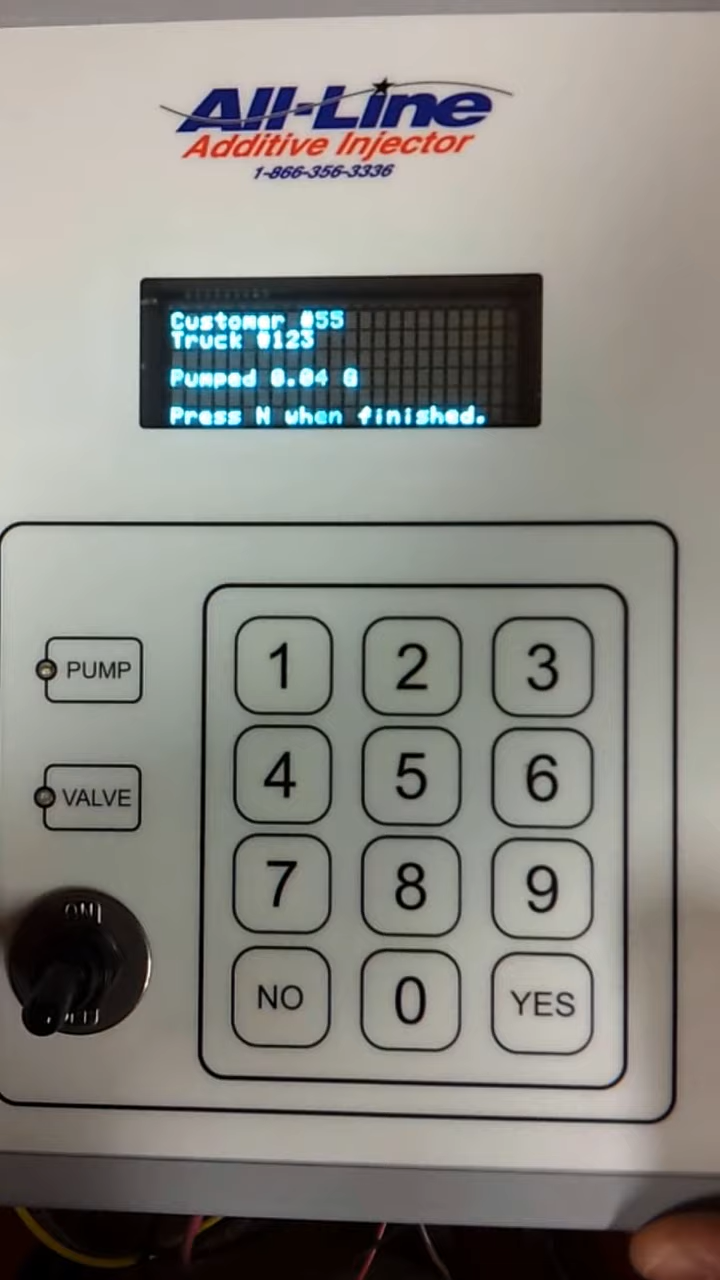 All-Line
Additive Injector
1-866-356-3336
Customer #55
Truck #123
Pumped 0.04 G
Press N when finished.
PUMP
VALVE
ON
OFF
1 2 3
4 5 6
7 8 9
NO 0 YES